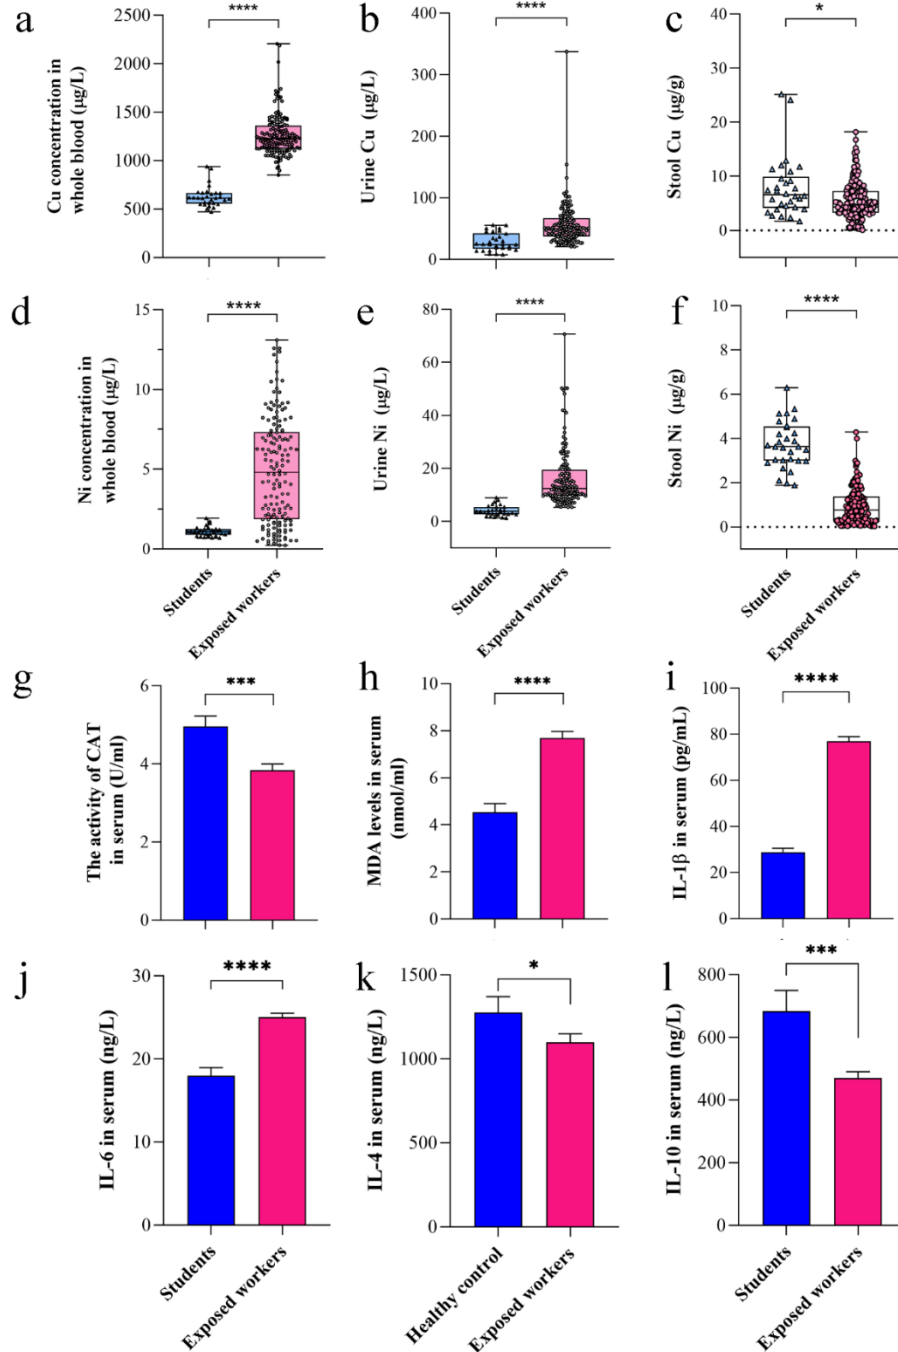 a
b
c
****
****
*
Cu concentration in
whole blood (μg/L)
2500
2000
1500
1000
500
0
Urine Cu (μg/L)
400
300
200
100
0
Stool Cu (μg/g)
40
30
20
10
0
d
e
f
****
****
****
Ni concentration in
whole blood (μg/L)
15
10
5
0
Urine Ni (μg/L)
80
60
40
20
0
Stool Ni (μg/g)
10
8
6
4
2
0
Students
Exposed workers
Students
Exposed workers
Students
Exposed workers
g
h
i
***
****
****
The activity of CAT
in serum (U/ml)
6
4
2
0
MDA levels in serum
(nmol/ml)
10
8
6
4
2
0
IL-1β in serum (pg/mL)
100
80
60
40
20
0
j
k
l
****
*
***
IL-6 in serum (ng/L)
30
20
10
0
IL-4 in serum (ng/L)
1500
1000
500
0
IL-10 in serum (ng/L)
800
600
400
200
0
Students
Exposed workers
Healthy control
Exposed workers
Students
Exposed workers